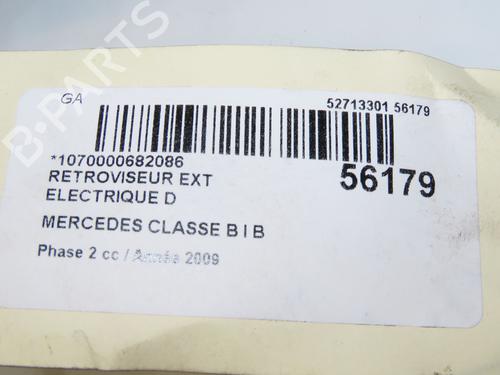 GA
52713301 56179
*1070000682086
RETROVISEUR EXT
56179
ELECTRIQUE D
MERCEDES CLASSE B I B
Phase 2 cc / Année 2009
B-PARTS